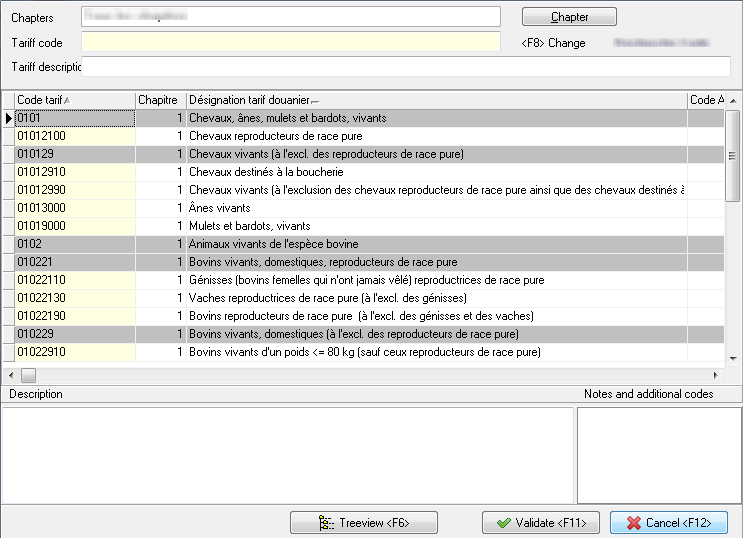 Chapters
Chapter
Tariff code
<F8> Change
Tariff descriptic
Code tarif Chapitre Désignation tarif douanier Code A
0101 1 Chevaux, ânes, mulets et bardots, vivants
01012100 1 Chevaux reproducteurs de race pure
010129 1 Chevaux vivants (à l'excl. des reproducteurs de race pure)
01012910 1 Chevaux destinés à la boucherie
01012990 1 Chevaux vivants (à l'exclusion des chevaux reproducteurs de race pure ainsi que des chevaux destinés à
01013000 1 Ânes vivants
01019000 1 Mulets et bardots, vivants
0102 1 Animaux vivants de l'espèce bovine
010221 1 Bovins vivants, domestiques, reproducteurs de race pure
01022110 1 Génisses (bovins femelles qui n'ont jamais vêlé) reproductrices de race pure
01022130 1 Vaches reproductrices de race pure (à l'excl. des génisses)
01022190 1 Bovins reproducteurs de race pure (à l'excl. des génisses et des vaches)
010229 1 Bovins vivants, domestiques (à l'excl. des reproducteurs de race pure)
01022910 1 Bovins vivants d'un poids <= 80 kg (sauf ceux reproducteurs de race pure)
Description Notes and additional codes
Treeview <F6> Validate <F11> Cancel <F12>